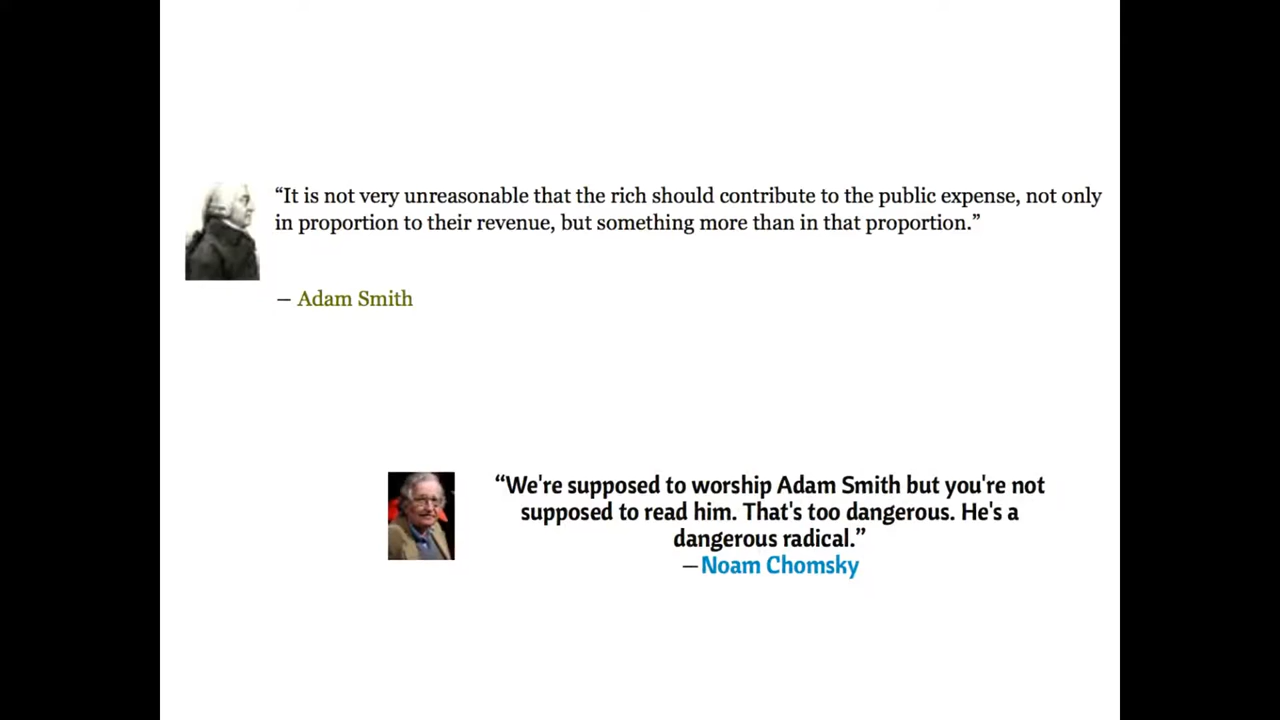 “It is not very unreasonable that the rich should contribute to the public expense, not only
in proportion to their revenue, but something more than in that proportion.”
— Adam Smith
“We're supposed to worship Adam Smith but you're not
supposed to read him. That's too dangerous. He's a
dangerous radical.”
—Noam Chomsky